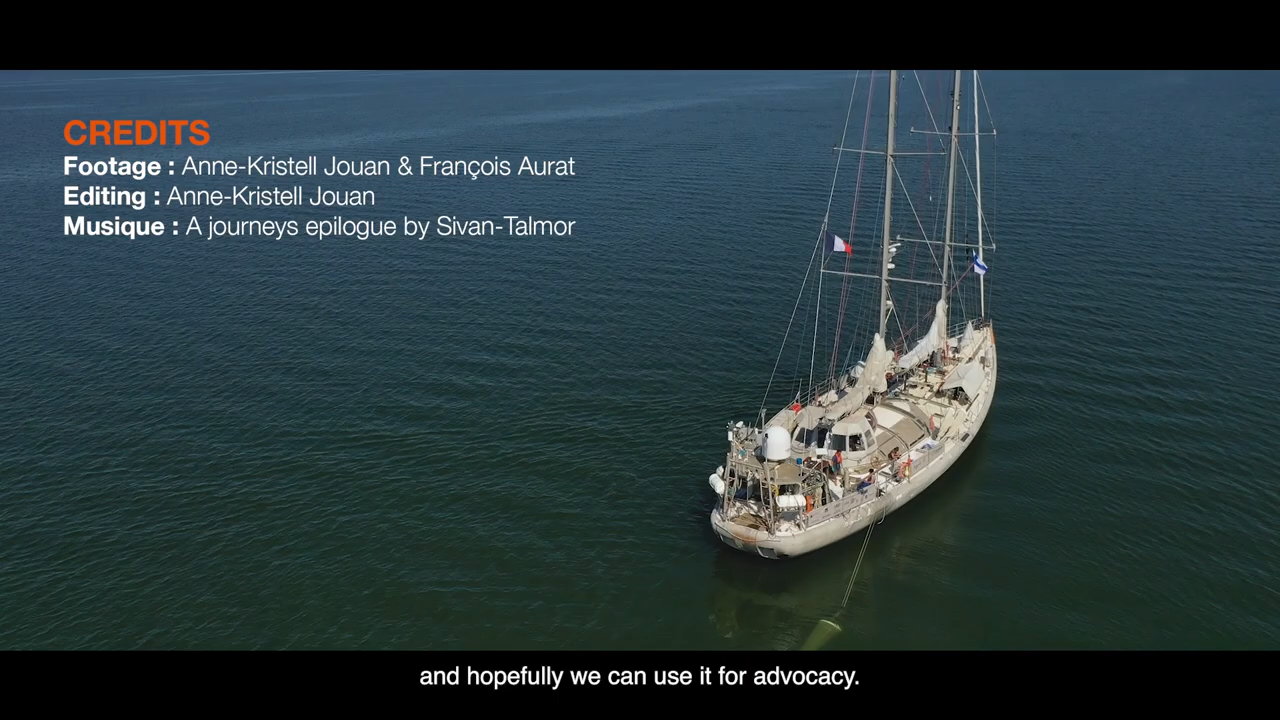 CREDITS
Footage : Anne-Kristell Jouan & François Aurat
Editing : Anne-Kristell Jouan
Musique : A journeys epilogue by Sivan-Talmor
and hopefully we can use it for advocacy.